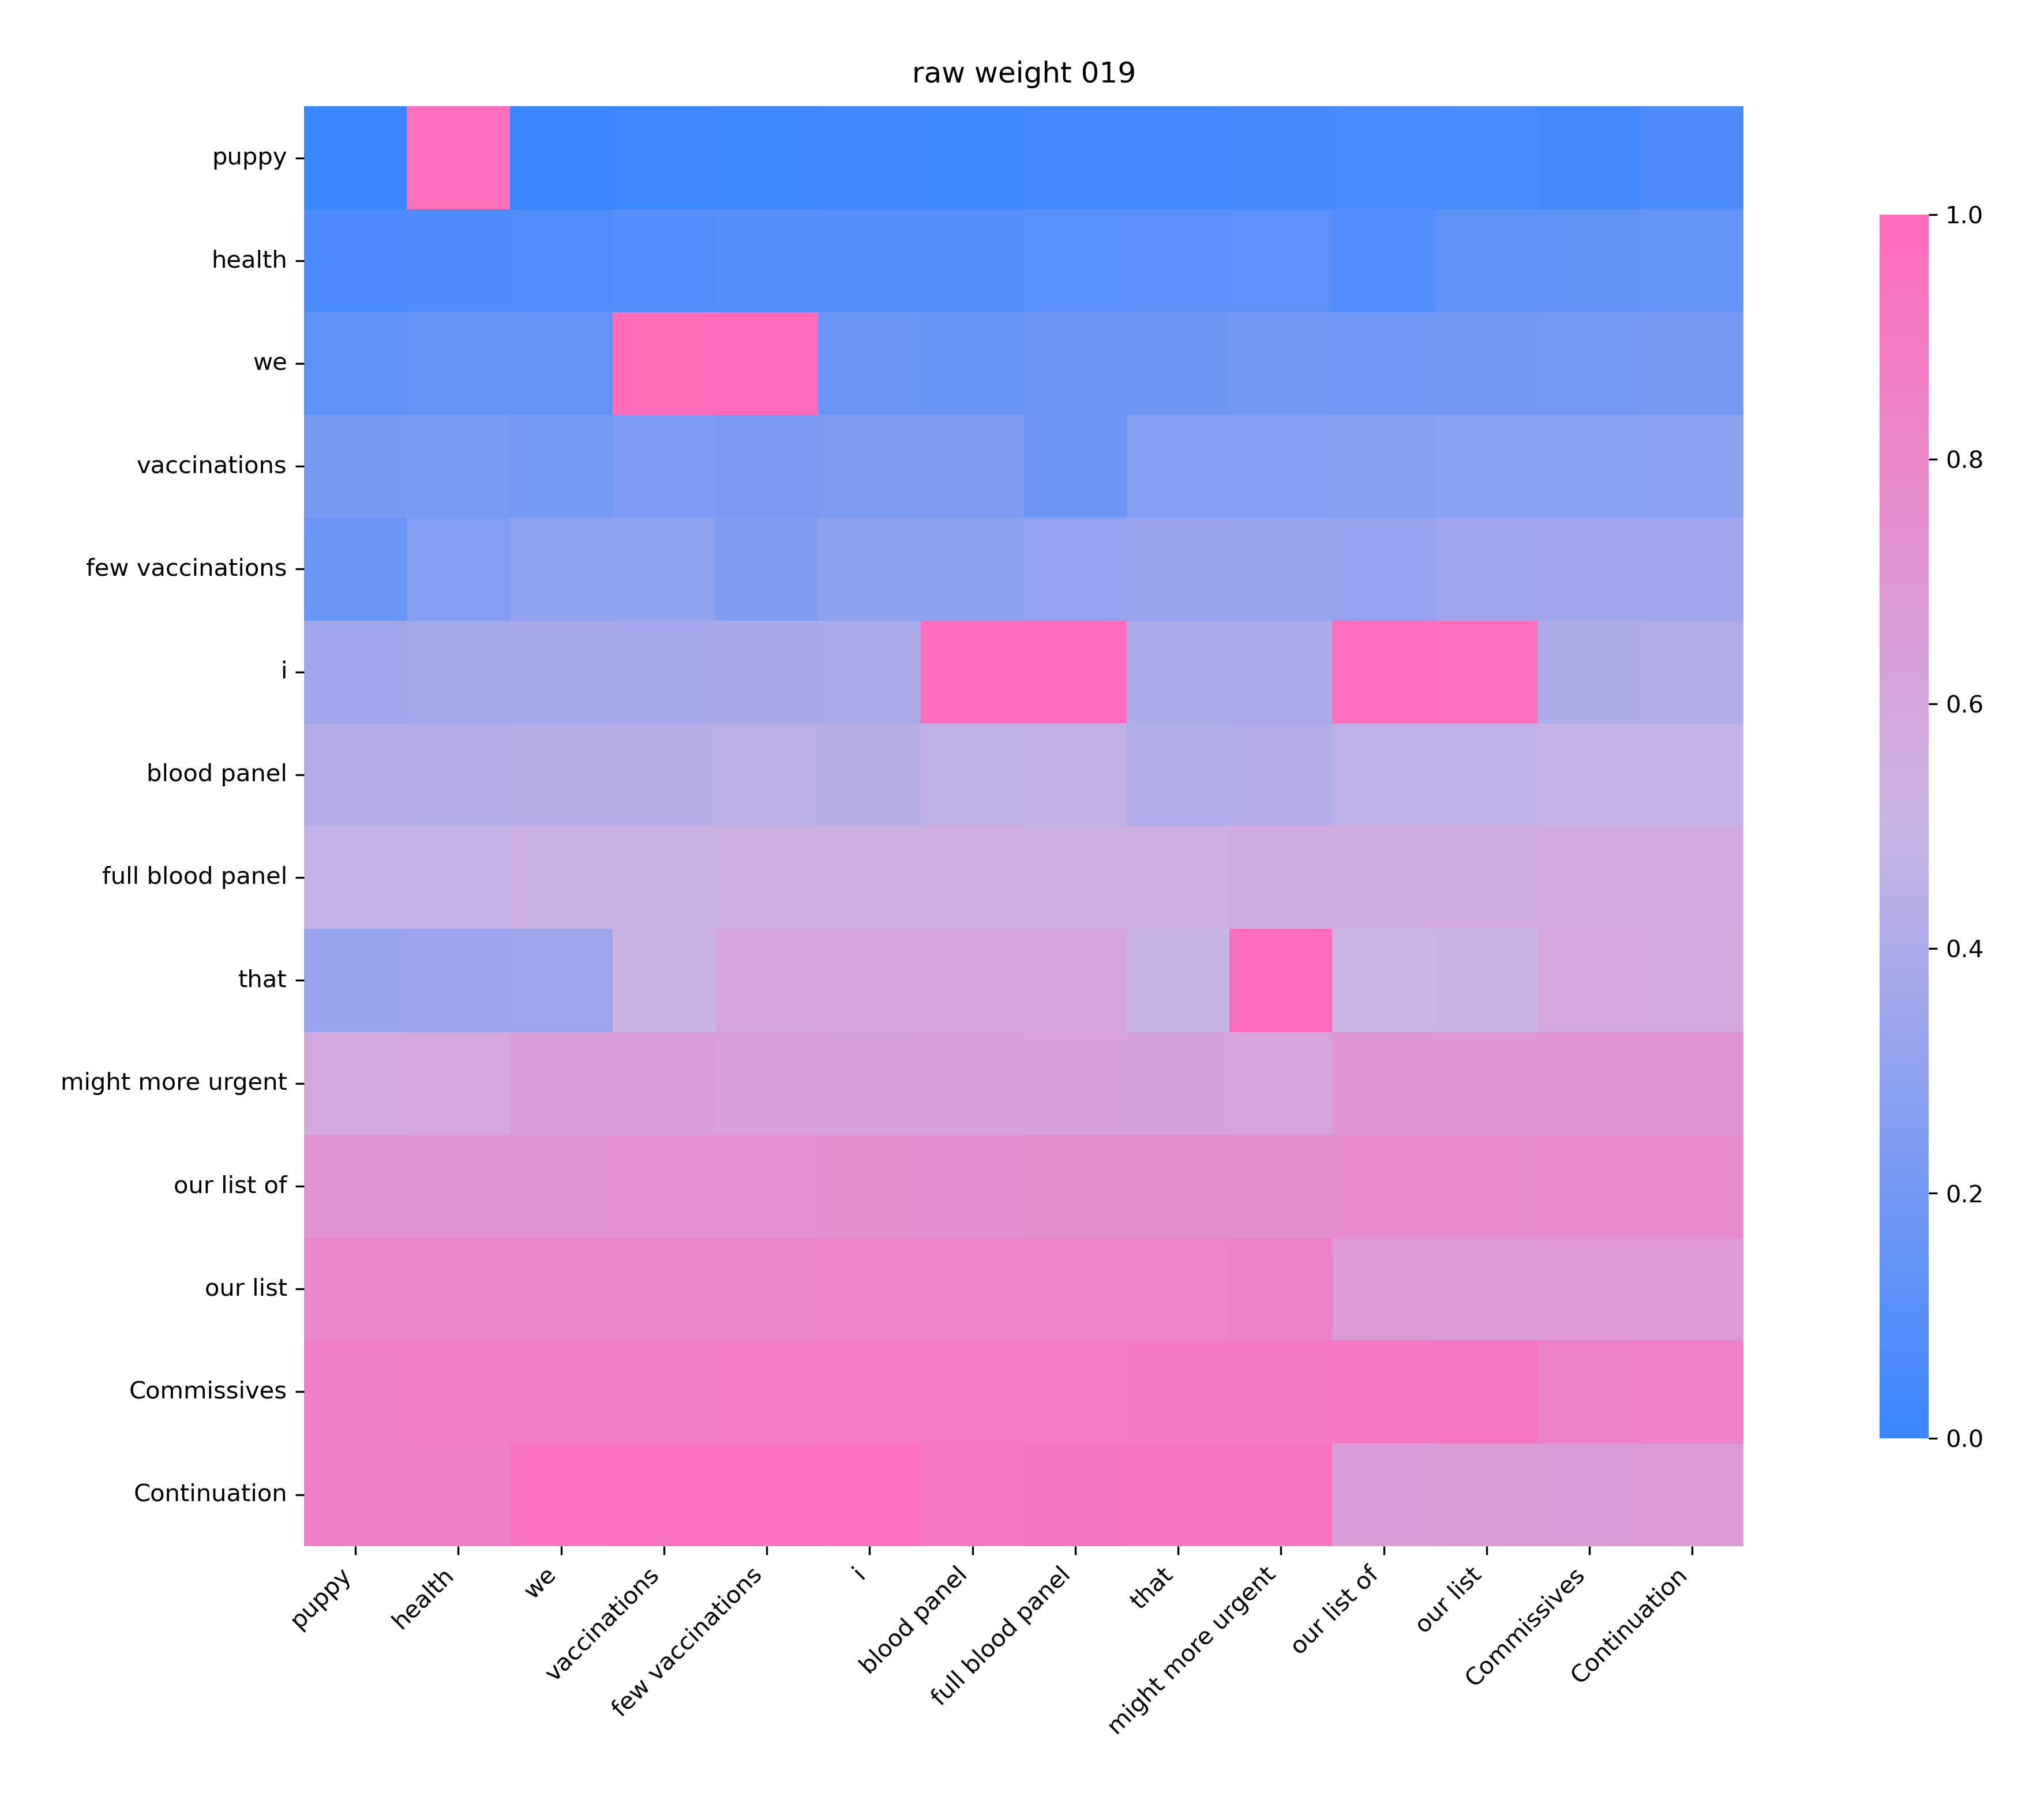 raw weight 019
puppy
health
we
vaccinations
few vaccinations
i
blood panel
full blood panel
that
might more urgent
our list of
our list
Commissives
Continuation
puppy
health
we
vaccinations
few vaccinations
i
blood panel
full blood panel
that
might more urgent
our list of
our list
Commissives
Continuation
1.0
0.8
0.6
0.4
0.2
0.0